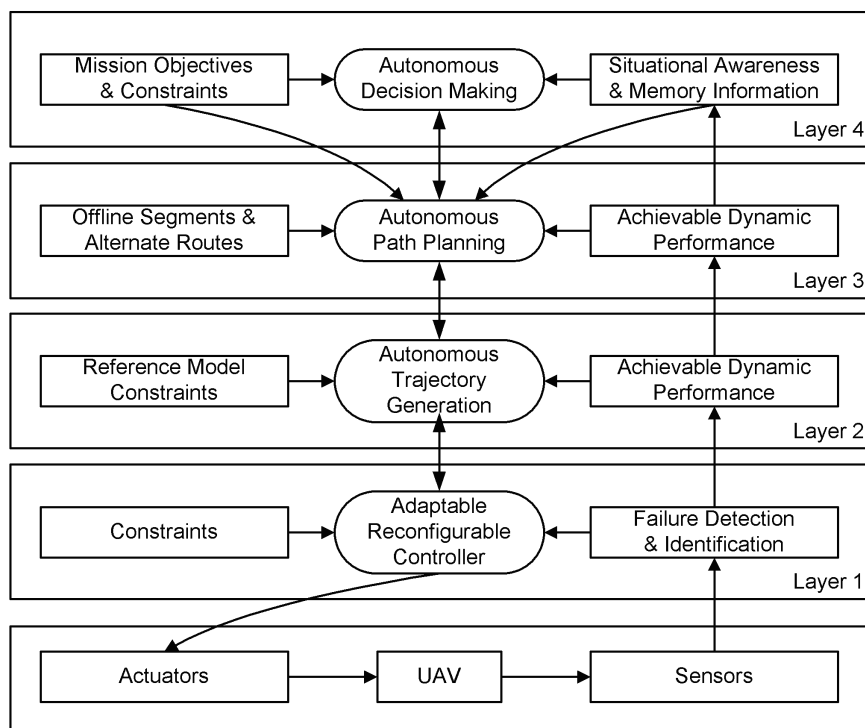 Mission Objectives
& Constraints
Autonomous
Decision Making
Situational Awareness
& Memory Information
Layer 4
Offline Segments &
Alternate Routes
Autonomous
Path Planning
Achievable Dynamic
Performance
Layer 3
Reference Model
Constraints
Autonomous
Trajectory
Generation
Achievable Dynamic
Performance
Layer 2
Constraints
Adaptable
Reconfigurable
Controller
Failure Detection
& Identification
Layer 1
Actuators
UAV
Sensors